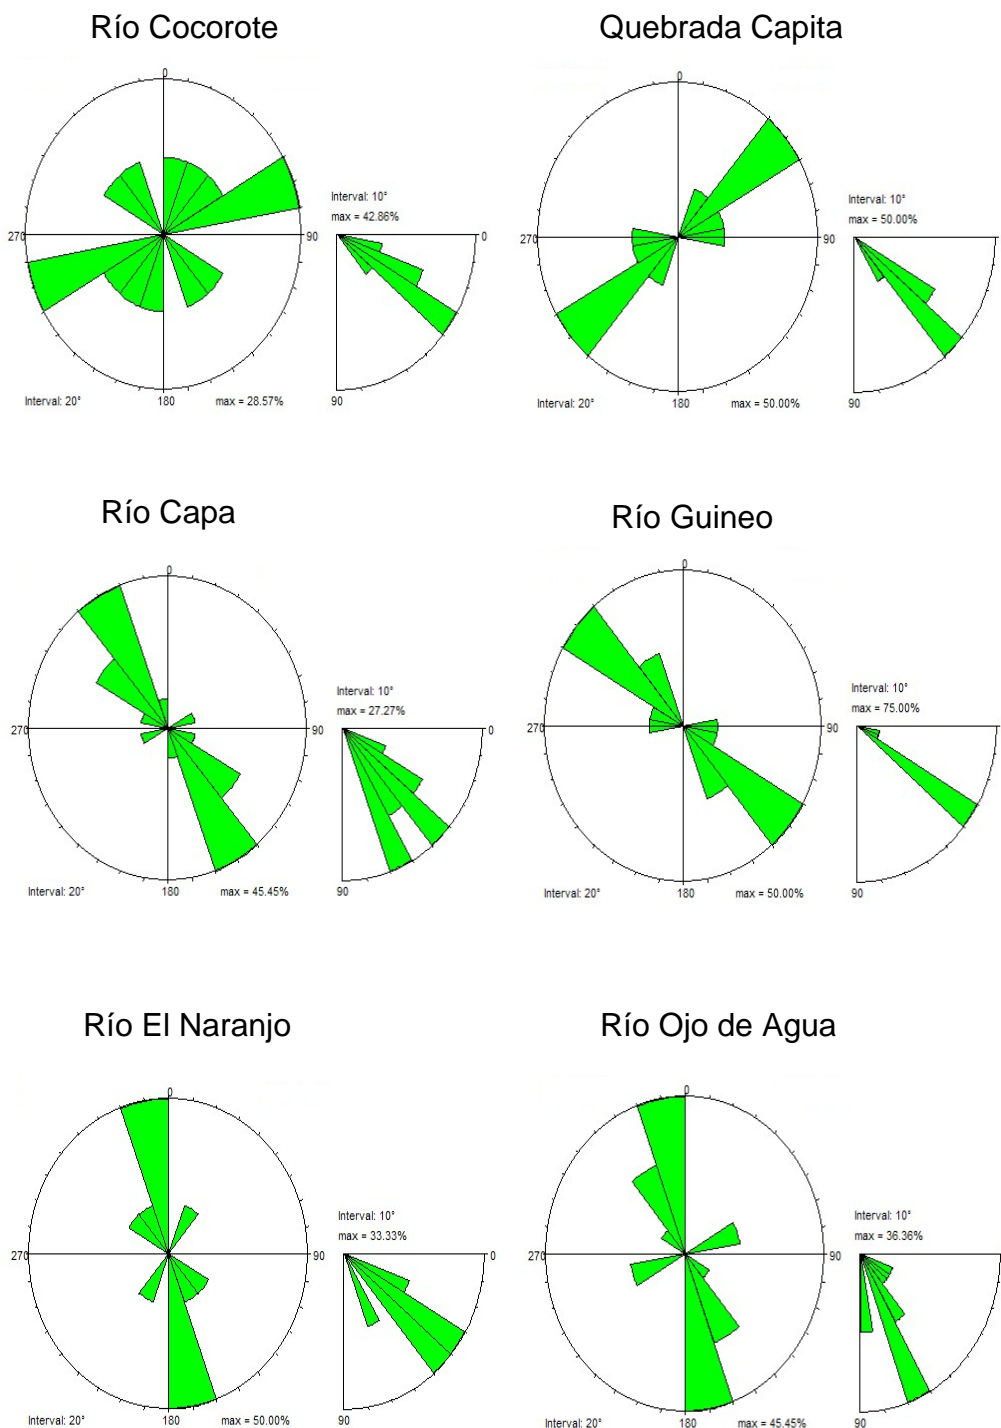 Río Cocorote
0
270
90
Interval: 20°
180
max = 28.57%
Interval: 10°
max = 42.86%
0
90
Quebrada Capita
0
270
90
Interval: 20°
180
max = 50.00%
Interval: 10°
max = 50.00%
90
Río Capa
0
270
90
Interval: 20°
180
max = 45.45%
Interval: 10°
max = 27.27%
0
90
Río Guineo
0
270
90
Interval: 20°
180
max = 50.00%
Interval: 10°
max = 75.00%
90
Río El Naranjo
0
270
90
Interval: 20°
180
max = 50.00%
Interval: 10°
max = 33.33%
0
90
Río Ojo de Agua
0
270
90
Interval: 20°
180
max = 45.45%
Interval: 10°
max = 36.36%
90